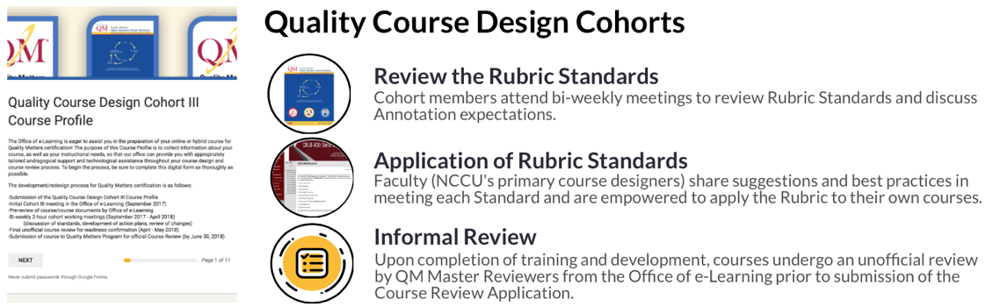 QM
QM
QM
y Matters
Quality Ma
Quality Course Design Cohort III
Course Profile
The Office of e-Learning is eager to assist you in the preparation of your online or hybrid course for
Quality Matters certification! The purpose of this Course Profile is to collect information about your
course, as well as your instructional needs, so that our office can provide you with appropriately
tailored andragogical support and technological assistance throughout your course design and
course review process. To begin the process, be sure to complete this digital form as thoroughly as
possible.
The development/redesign process for Quality Matters certification is as follows:
-Submission of the Quality Course Design Cohort III Course Profile
-Initial Cohort III meeting in the Office of e-Learning (September 2017)
-Pre-review of course/course documents by Office of e-Learning
-Bi-weekly 2-hour cohort working meetings (September 2017 - April 2018)
(discussion of standards, development of action plans, review of changes)
-Final unofficial course review for readiness confirmation (April - May 2018)
-Submission of course to Quality Matters Program for official Course Review (by June 30, 2018)
NEXT
Page 1 of 11
Never submit passwords through Google Forms.
Quality Course Design Cohorts
QM
Review the Rubric Standards
Cohort members attend bi-weekly meetings to review Rubric Standards and discuss
Annotation expectations.
Application of Rubric Standards
Faculty (NCCU's primary course designers) share suggestions and best practices in
meeting each Standard and are empowered to apply the Rubric to their own courses.
Informal Review
Upon completion of training and development, courses undergo an unofficial review
by QM Master Reviewers from the Office of e-Learning prior to submission of the
Course Review Application.